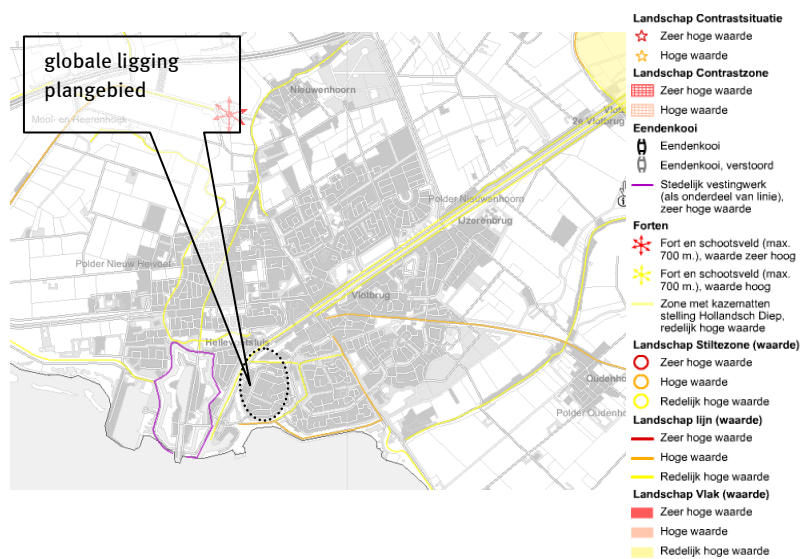 globale ligging
plangebied
Nieuwenhoorn
Mool- en Heerenhoek
2e Vlotbrug
Polder Nieuwenhoorn
IJzerenbrug
Polder Nieuw Helvoet
Vlotbrug
Hellevoetsluis
Oudenho
Polder Oudenho
Landschap Contrastsituatie
Zeer hoge waarde
Hoge waarde
Landschap Contrastzone
Zeer hoge waarde
Hoge waarde
Eendenkooi
Eendenkooi
Eendenkooi, verstoord
Stedelijk vestingwerk
(als onderdeel van linie),
zeer hoge waarde
Forten
Fort en schootsveld (max.
700 m.), waarde zeer hoog
Fort en schootsveld (max.
700 m.), waarde hoog
Zone met kazematten
stelling Hollandsch Diep,
redelijk hoge waarde
Landschap Stiltezone (waarde)
Zeer hoge waarde
Hoge waarde
Redelijk hoge waarde
Landschap lijn (waarde)
Zeer hoge waarde
Hoge waarde
Redelijk hoge waarde
Landschap Vlak (waarde)
Zeer hoge waarde
Hoge waarde
Redelijk hoge waarde